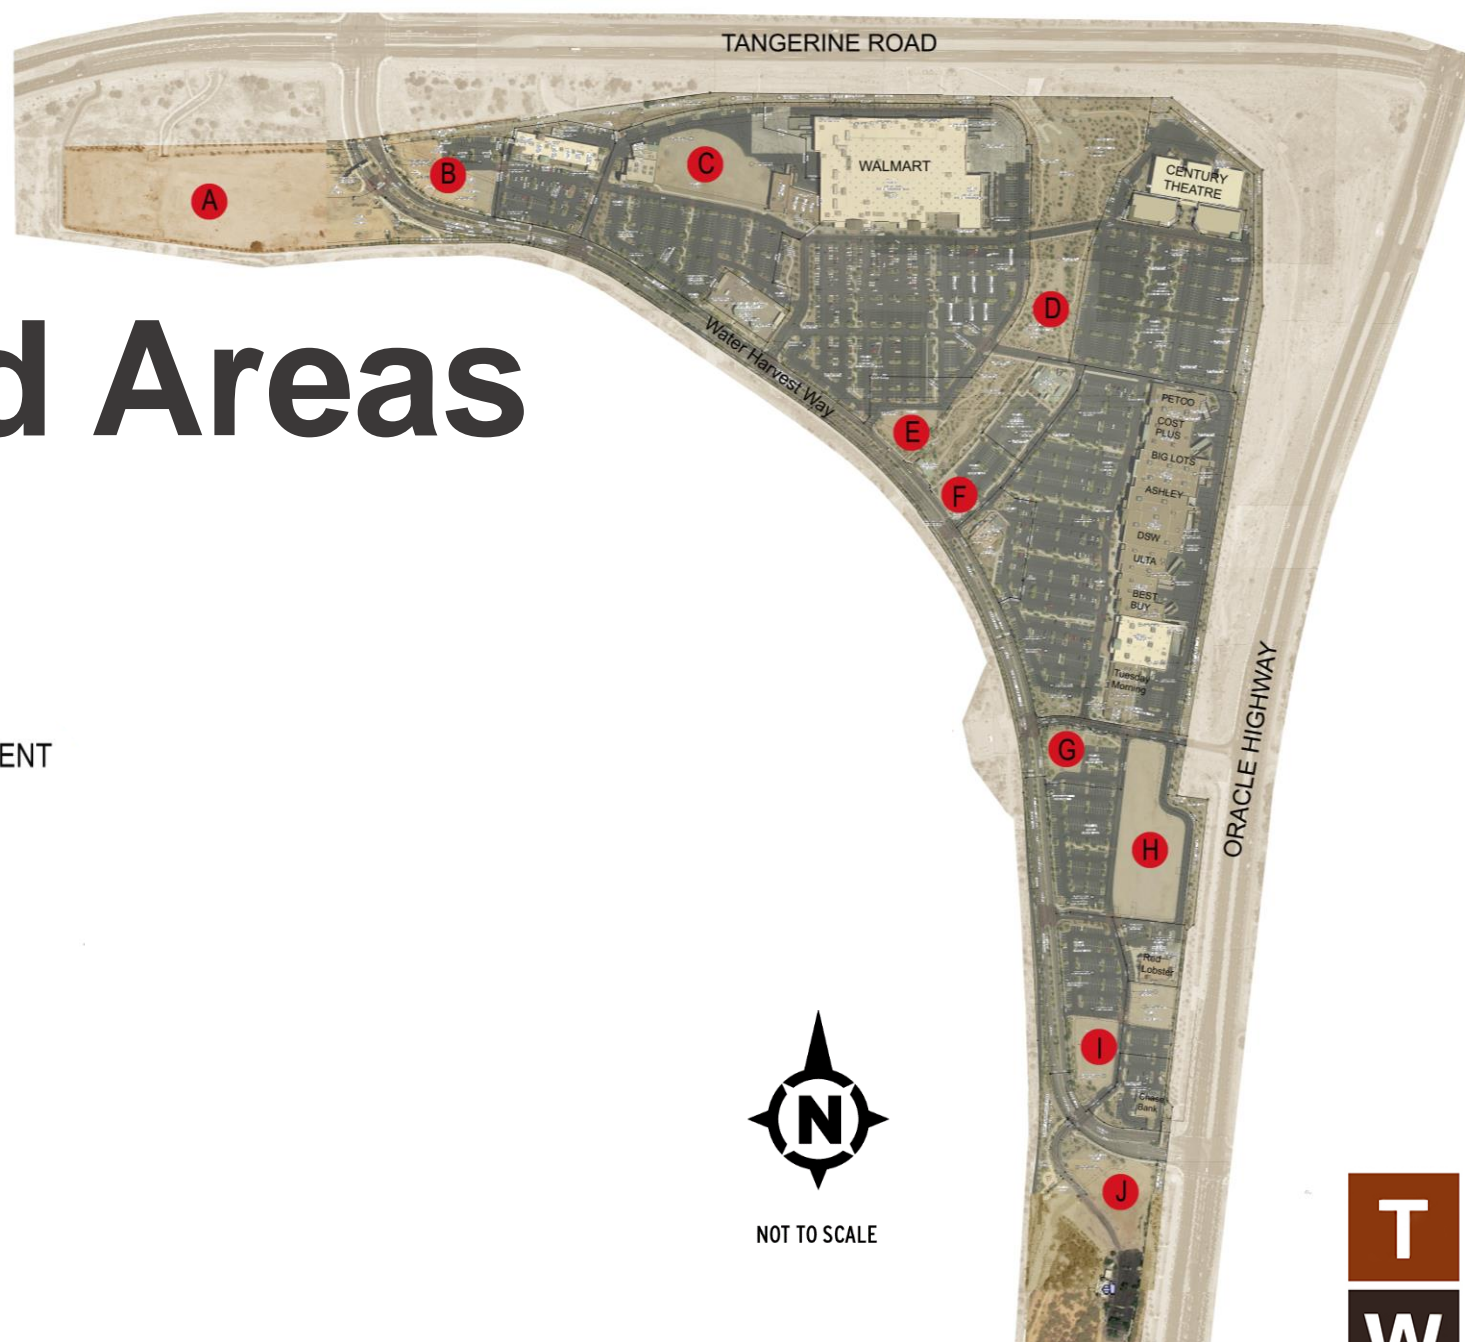 TANGERINE ROAD
WALMART
CENTURY
THEATRE
A
B
C
D
d Areas
Water Harvest Way
E
F
PETCO
COST
PLUS
BIG LOTS
ASHLEY
DSW
ULTA
BEST
BUY
Tuesday
Morning
ORACLE HIGHWAY
G
ENT
H
Red
Lobster
I
Chase
Bank
N
NOT TO SCALE
J
T
W